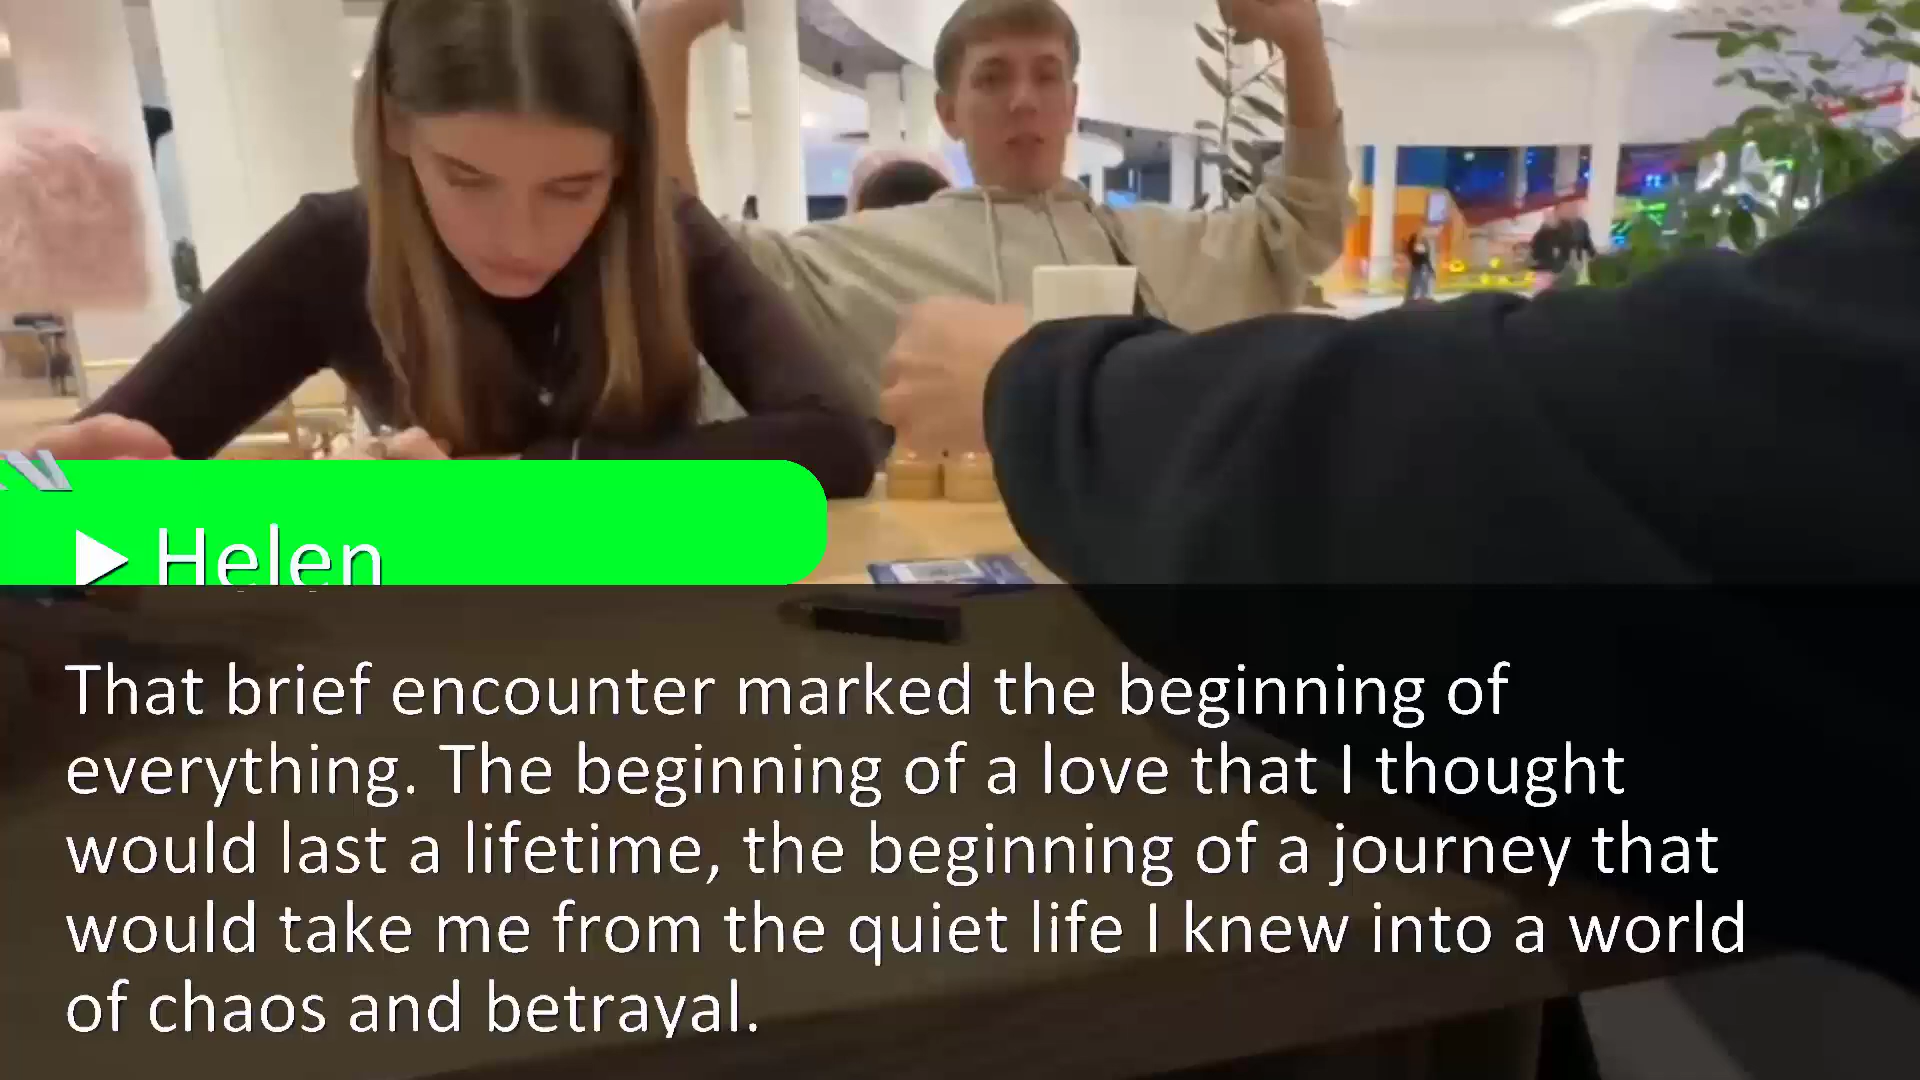 ▶ Helen
That brief encounter marked the beginning of
everything. The beginning of a love that I thought
would last a lifetime, the beginning of a journey that
would take me from the quiet life I knew into a world
of chaos and betrayal.